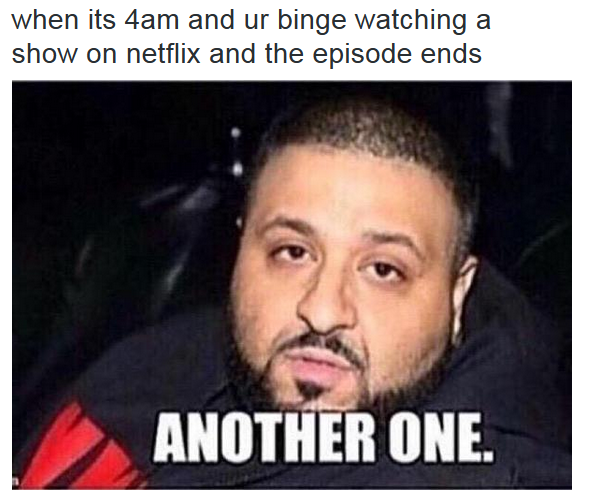 when its 4am and ur binge watching a
show on netflix and the episode ends
ANOTHER ONE.